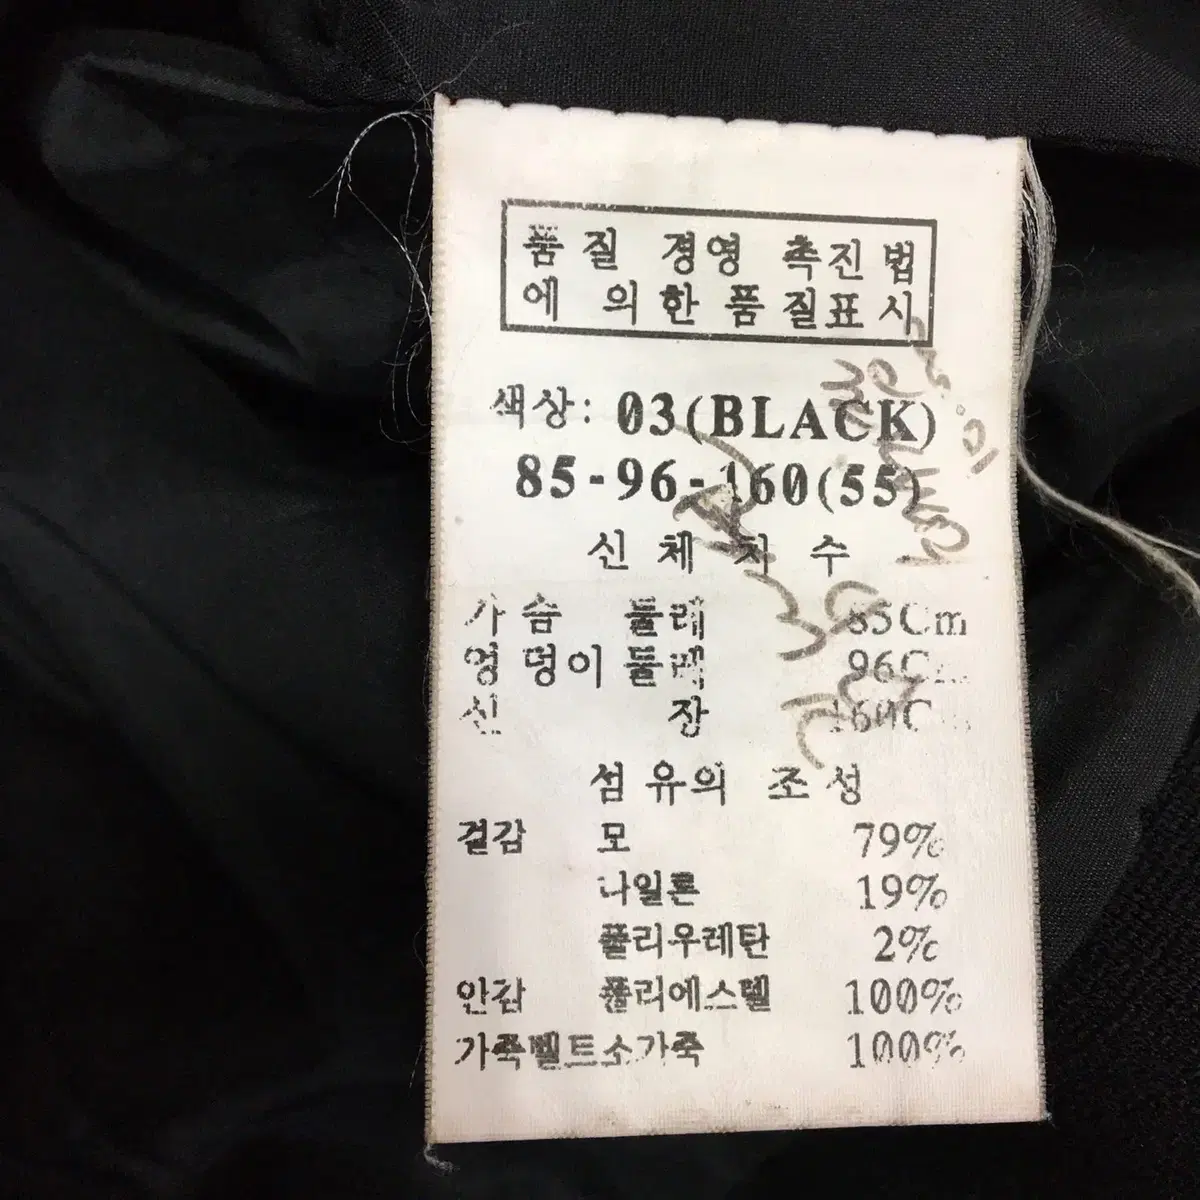 품질 경영 촉진법
에 의한 품질표시
색상: 03(BLACK)
85-96-160(55)
신체치수
가슴 둘레 85Cm
엉덩이 둘레 96Cm
신장 160Cm
섬유의 조성
겉감 모 79%
나일론 19%
폴리우레탄 2%
안감 폴리에스텔 100%
가죽벨트소가죽 100%